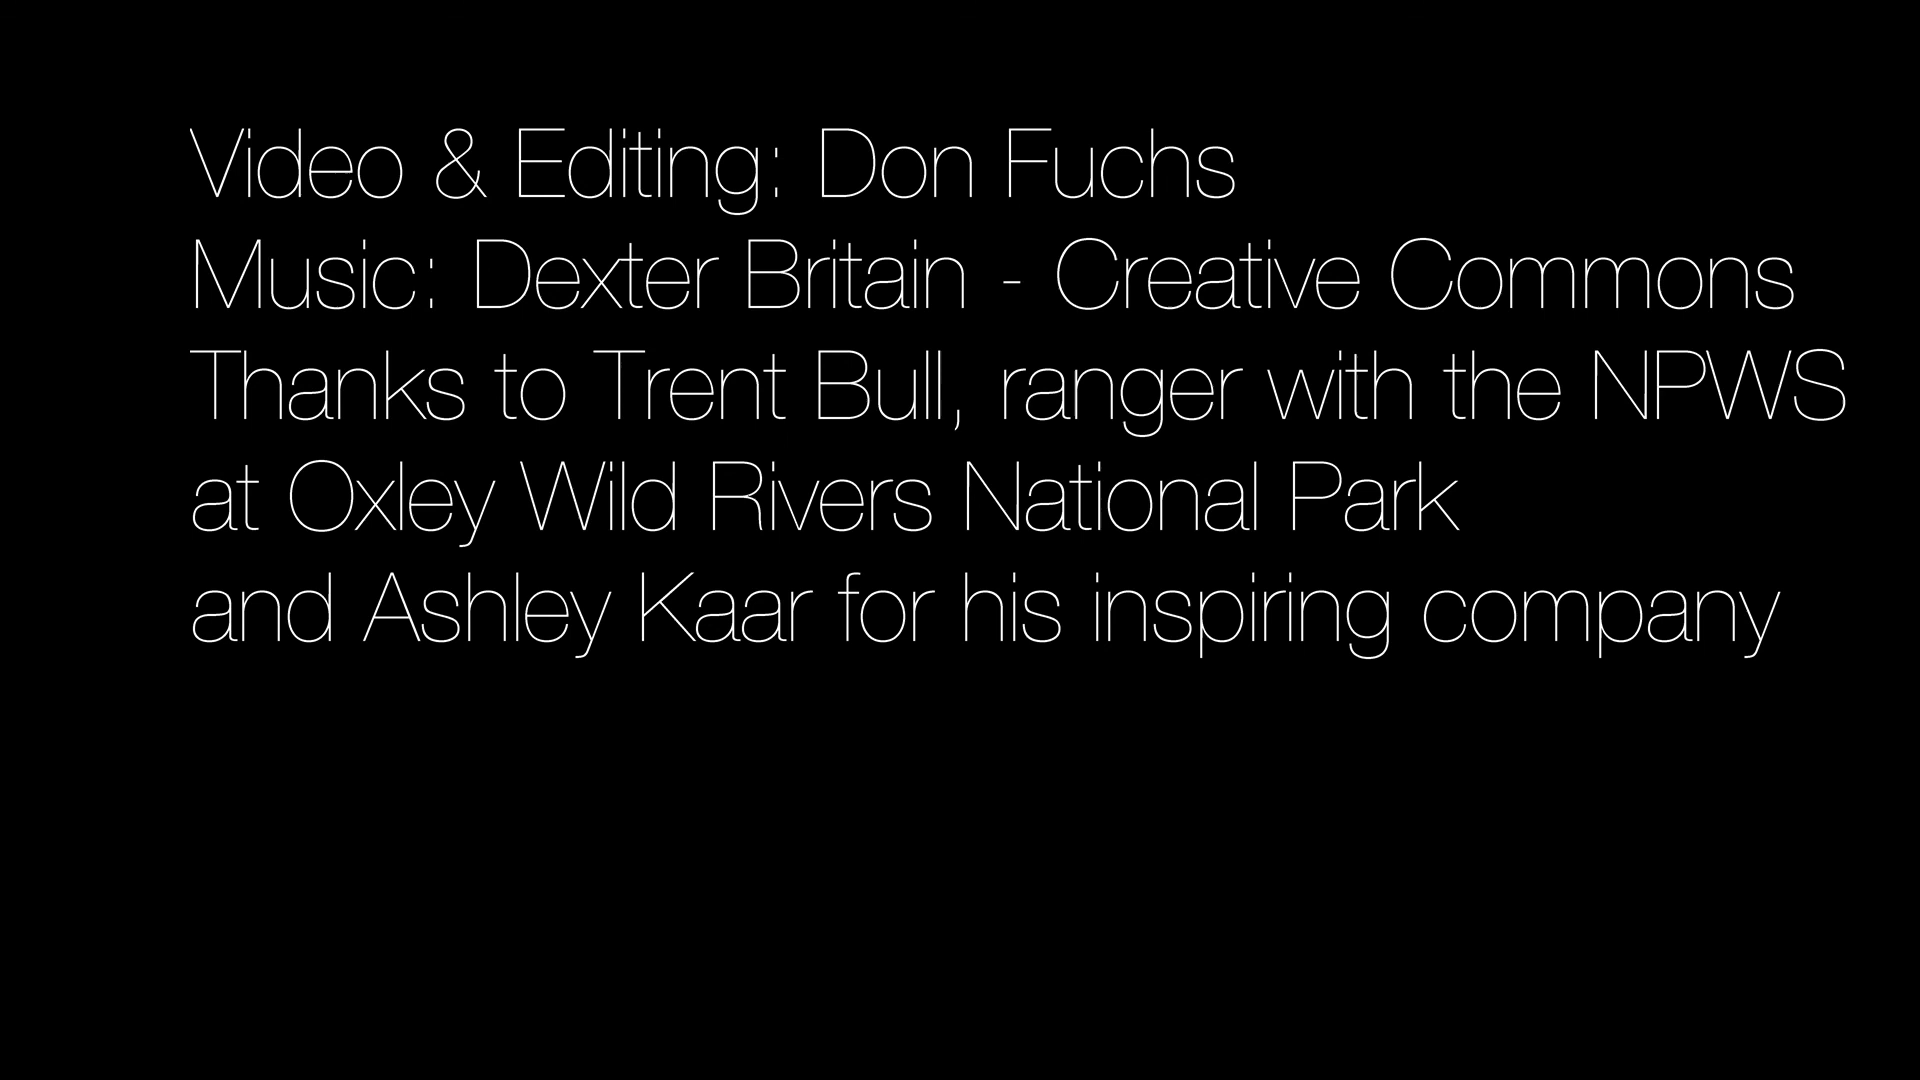 Video & Editing: Don Fuchs
Music: Dexter Britain - Creative Commons
Thanks to Trent Bull, ranger with the NPWS
at Oxley Wild Rivers National Park
and Ashley Kaar for his inspiring company